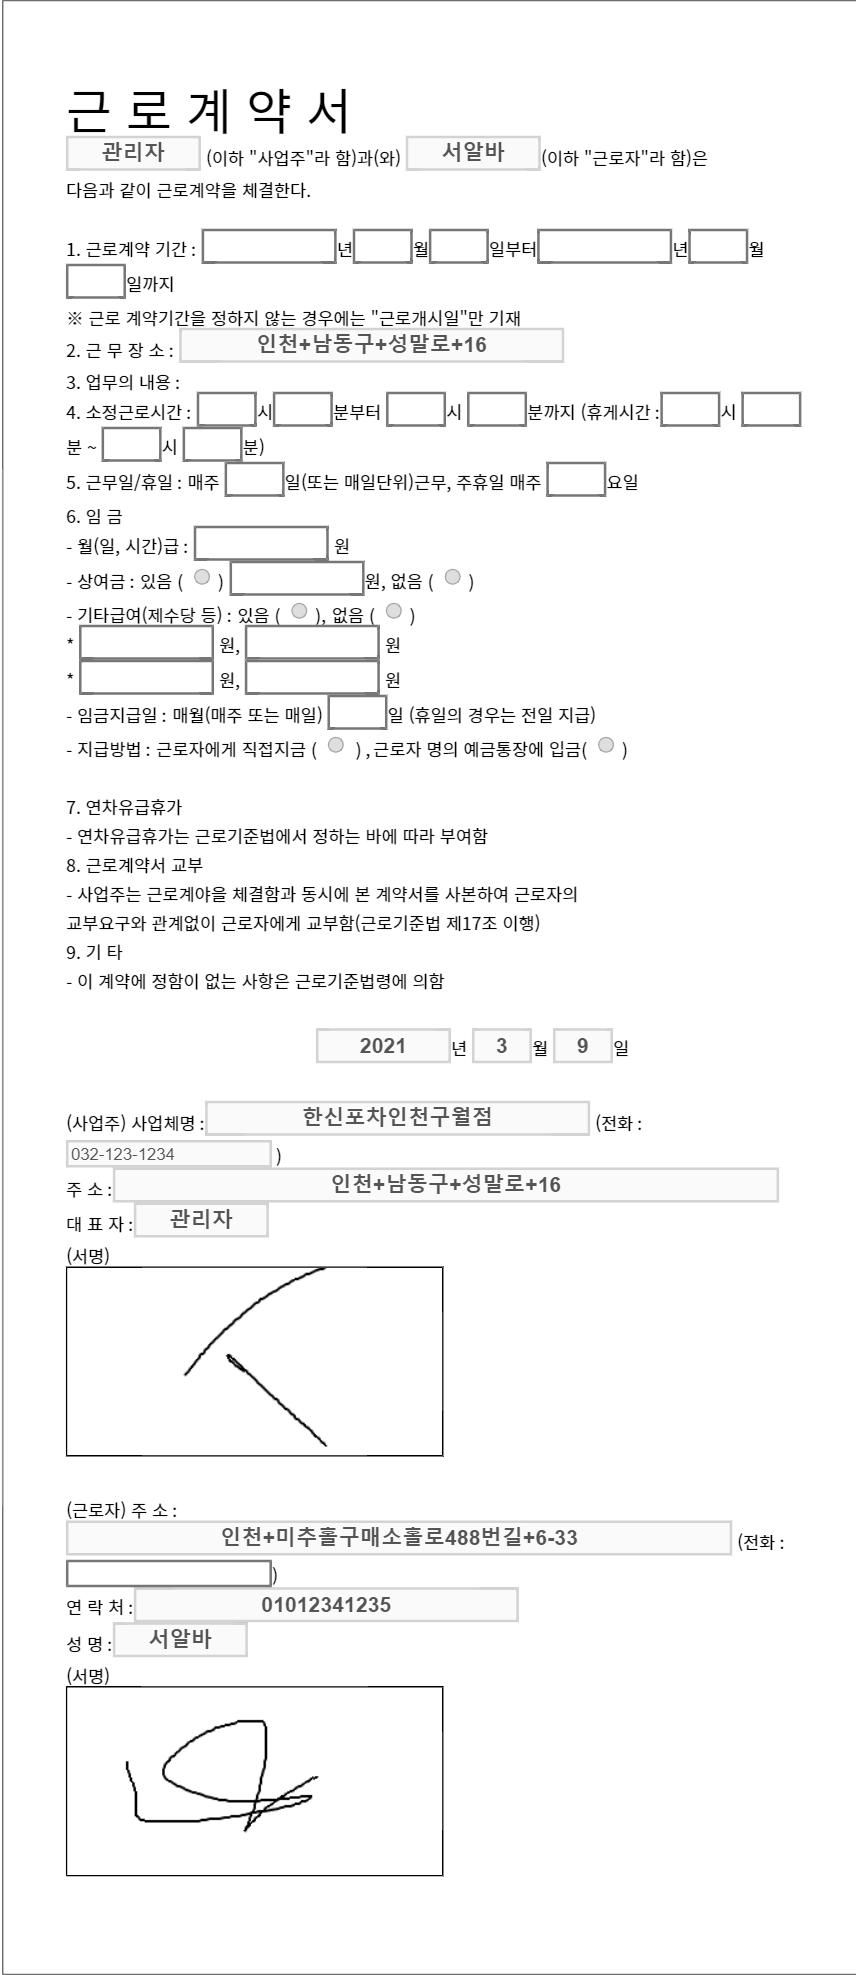 근 로 계 약 서
관리자 (이하 "사업주"라 함)과(와) 서알바 (이하 "근로자"라 함)은
다음과 같이 근로계약을 체결한다.
1. 근로계약 기간 : 년 월 일부터 년 월
일까지
※ 근로 계약기간을 정하지 않는 경우에는 "근로개시일"만 기재
2. 근 무 장 소 : 인천+남동구+성말로+16
3. 업무의 내용 :
4. 소정근로시간 : 시 분부터 시 분까지 (휴게시간 : 시
분 ~ 시 분)
5. 근무일/휴일 : 매주 일(또는 매일단위)근무, 주휴일 매주 요일
6. 임 금
- 월(일, 시간)급 : 원
- 상여금 : 있음 ( ) 원, 없음 ( )
- 기타급여(제수당 등) : 있음 ( ), 없음 ( )
* 원, 원
* 원, 원
- 임금지급일 : 매월(매주 또는 매일) 일 (휴일의 경우는 전일 지급)
- 지급방법 : 근로자에게 직접지금 ( ) , 근로자 명의 예금통장에 입금( )
7. 연차유급휴가
- 연차유급휴가는 근로기준법에서 정하는 바에 따라 부여함
8. 근로계약서 교부
- 사업주는 근로계야을 체결함과 동시에 본 계약서를 사본하여 근로자의
교부요구와 관계없이 근로자에게 교부함(근로기준법 제17조 이행)
9. 기 타
- 이 계약에 정함이 없는 사항은 근로기준법령에 의함
2021 년 3 월 9 일
(사업주) 사업체명 : 한신포차인천구월점 (전화 :
032-123-1234 )
주 소 : 인천+남동구+성말로+16
대 표 자 : 관리자
(서명)
(근로자) 주 소 :
인천+미추홀구매소홀로488번길+6-33 (전화 :
)
연 락 처 : 01012341235
성 명 : 서알바
(서명)